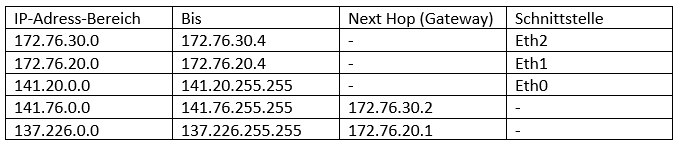 IP-Adress-Bereich Bis Next Hop (Gateway) Schnittstelle
172.76.30.0 172.76.30.4 - Eth2
172.76.20.0 172.76.20.4 - Eth1
141.20.0.0 141.20.255.255 - Eth0
141.76.0.0 141.76.255.255 172.76.30.2 -
137.226.0.0 137.226.255.255 172.76.20.1 -